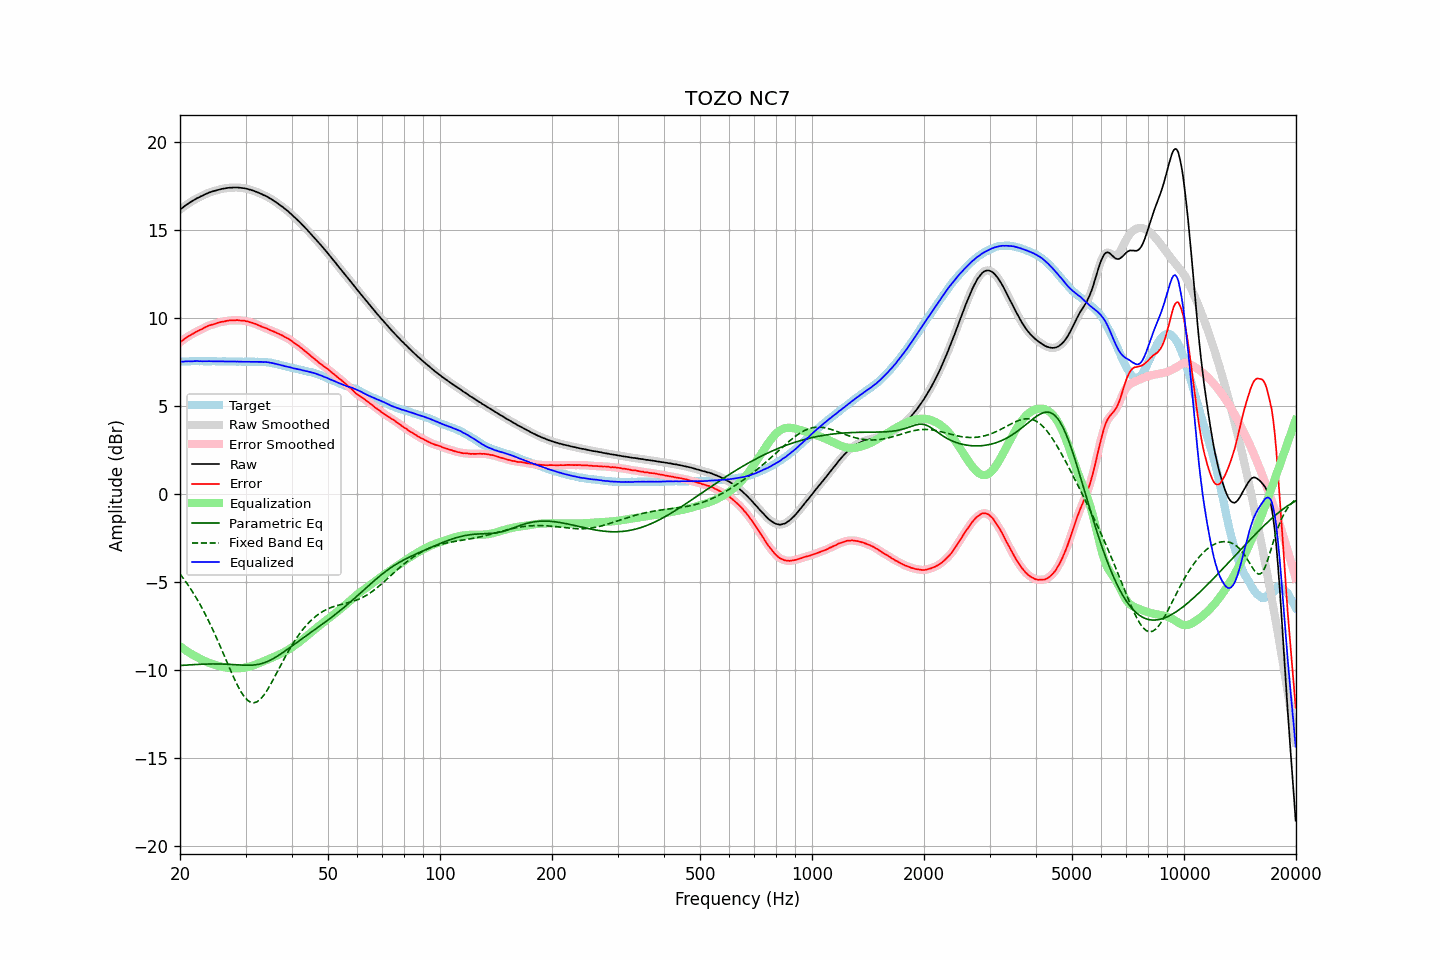 TOZO NC7
Amplitude (dBr)
20
15
10
5
0
−5
−10
−15
−20
Target
Raw Smoothed
Error Smoothed
Raw
Error
Equalization
Parametric Eq
Fixed Band Eq
Equalized
20
50
100
200
500
1000
2000
5000
10000
20000
Frequency (Hz)